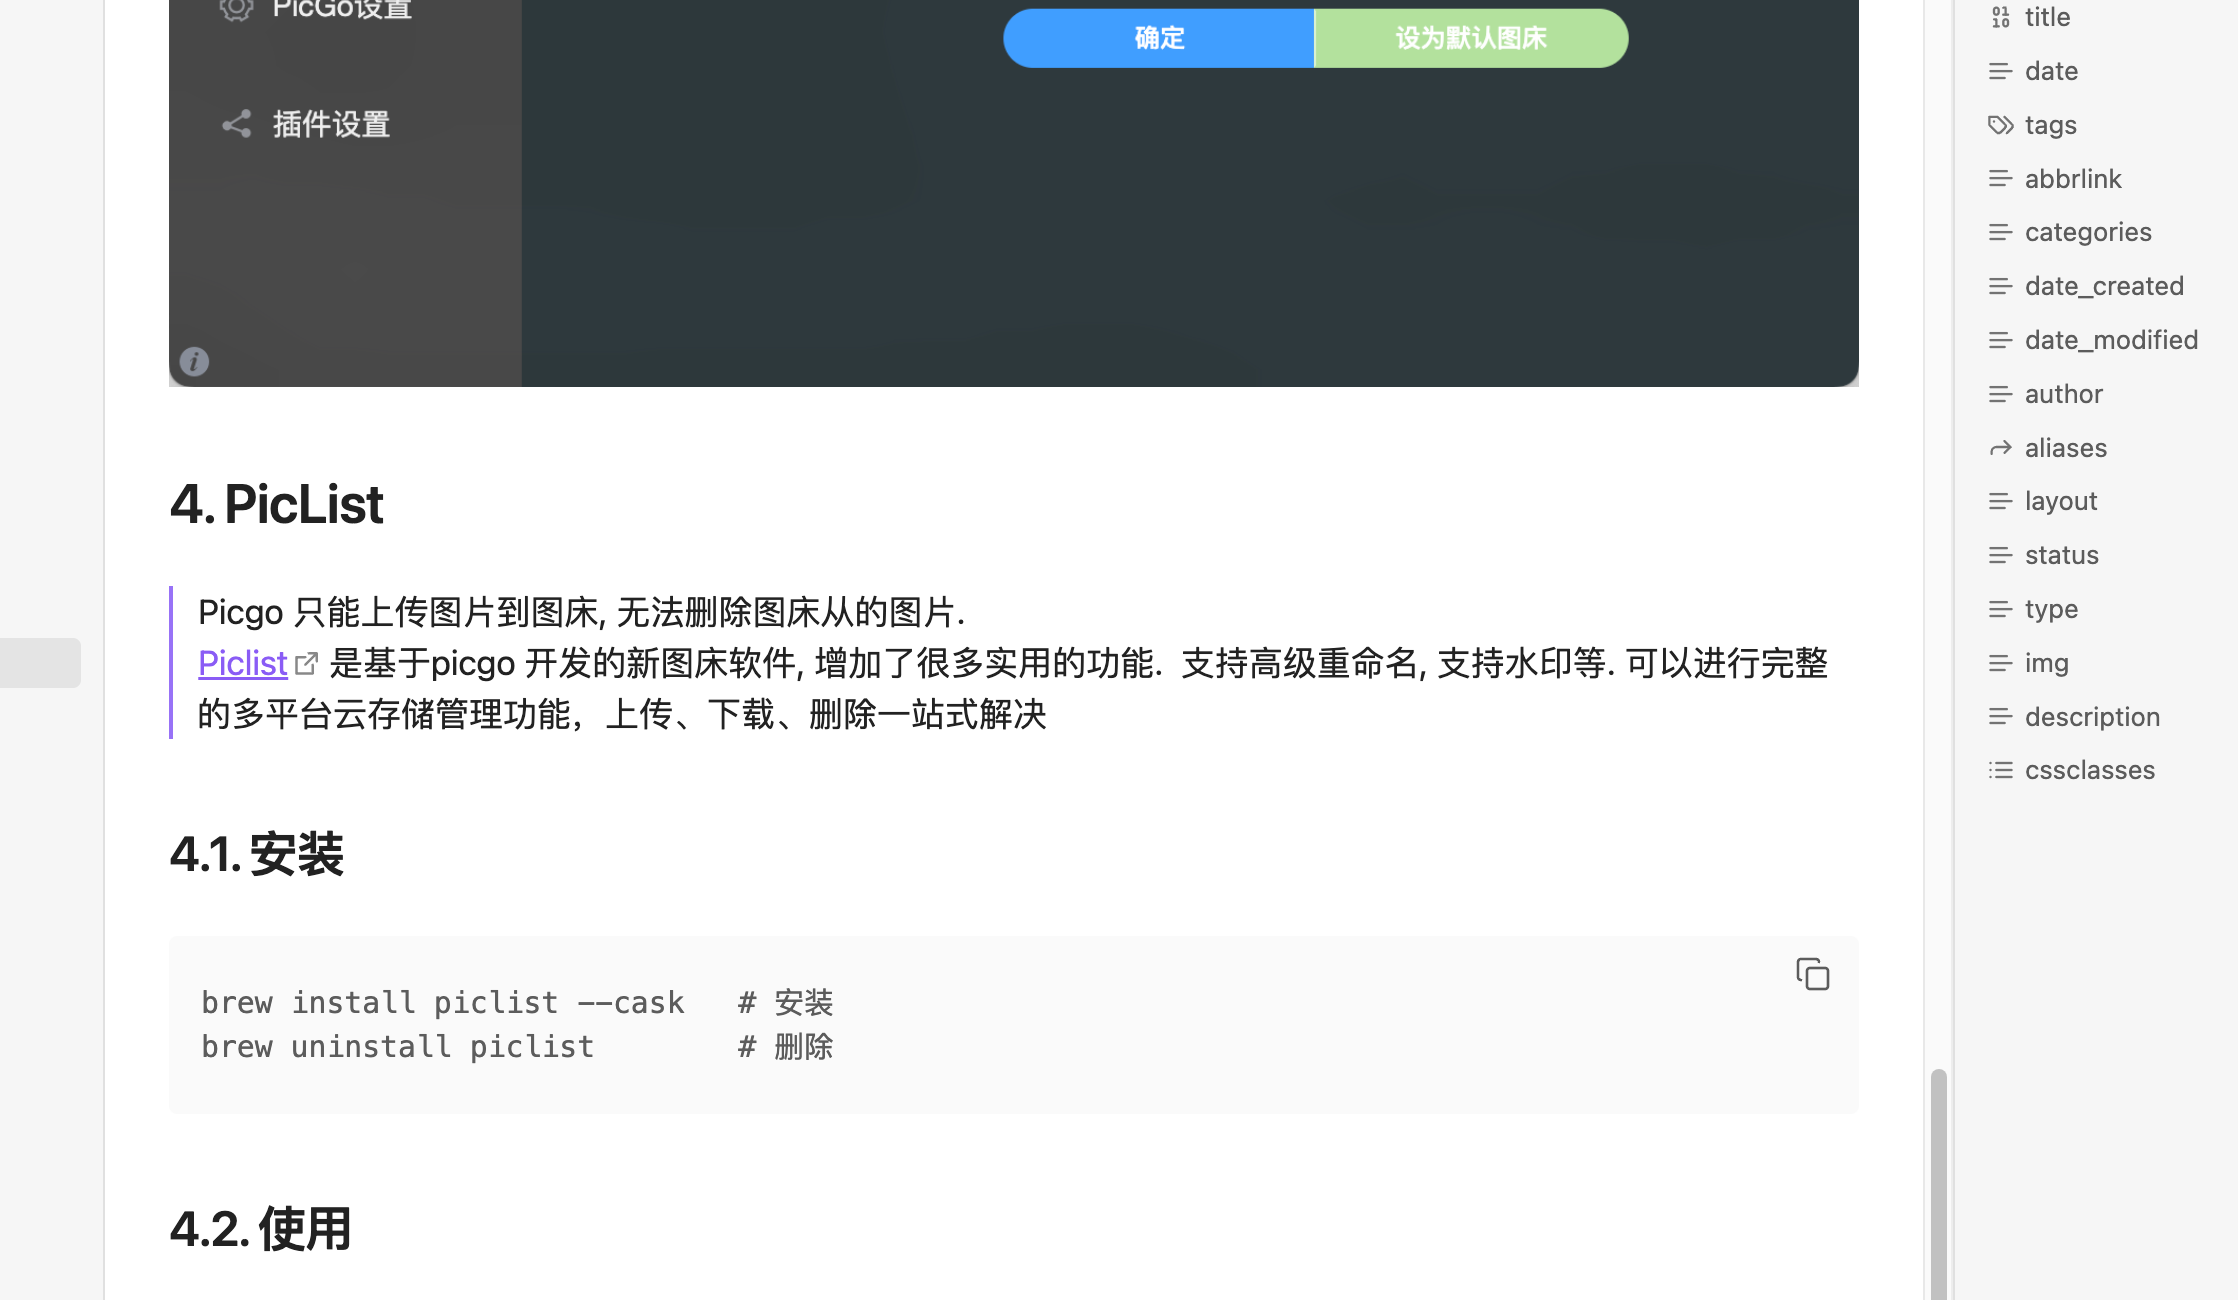 PicGo设置
确定
设为默认图床
插件设置
4. PicList
Picgo 只能上传图片到图床, 无法删除图床从的图片.
Piclist 是基于picgo 开发的新图床软件, 增加了很多实用的功能. 支持高级重命名, 支持水印等. 可以进行完整
的多平台云存储管理功能，上传、下载、删除一站式解决
4.1. 安装
brew install piclist --cask   # 安装
brew uninstall piclist        # 删除
4.2. 使用
title
date
tags
abbrlink
categories
date_created
date_modified
author
aliases
layout
status
type
img
description
cssclasses